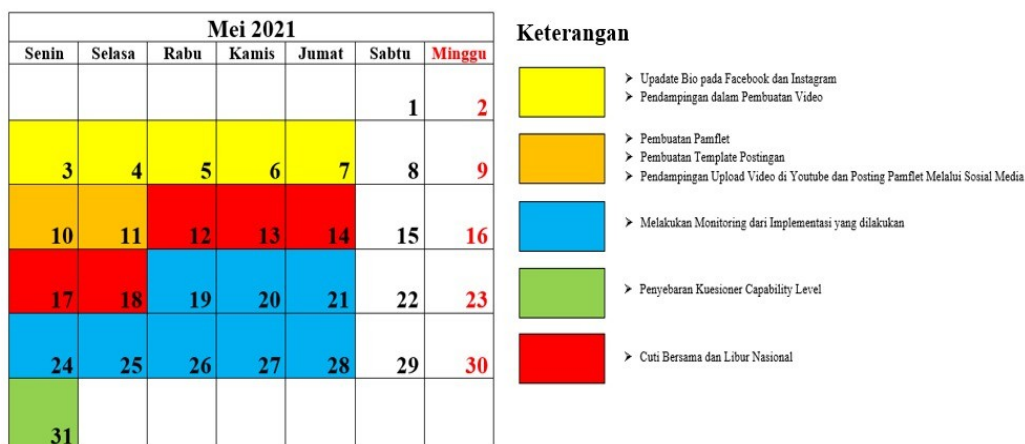 Mei 2021
Senin Selasa Rabu Kamis Jumat Sabtu Minggu
1 2
3 4 5 6 7 8 9
10 11 12 13 14 15 16
17 18 19 20 21 22 23
24 25 26 27 28 29 30
31
Keterangan
➤ Upadate Bio pada Facebook dan Instagram
➤ Pendampingan dalam Pembuatan Video
➤ Pembuatan Pamflet
➤ Pembuatan Template Postingan
➤ Pendampingan Upload Video di Youtube dan Posting Pamflet Melalui Sosial Media
➤ Melakukan Monitoring dari Implementasi yang dilakukan
➤ Penyebaran Kuesioner Capability Level
➤ Cuti Bersama dan Libur Nasional